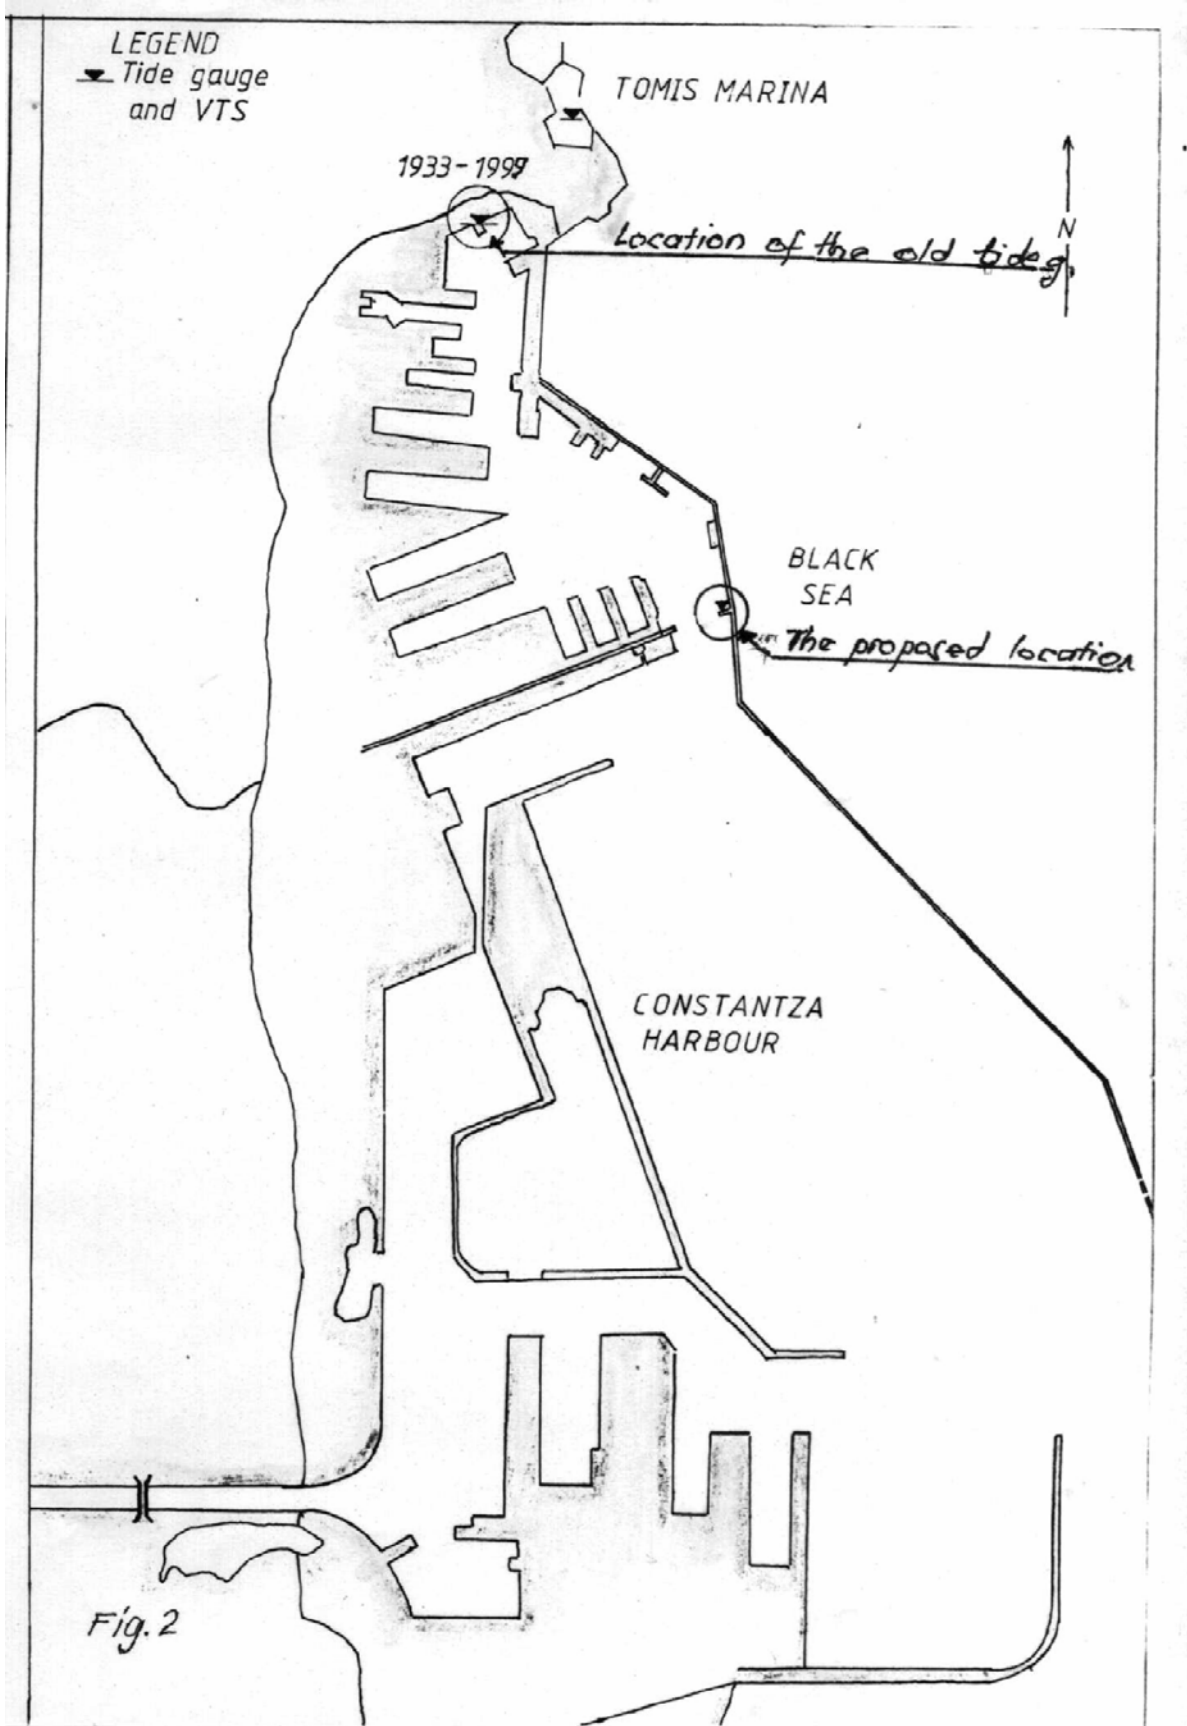 LEGEND
Tide gauge
and VTS
TOMIS MARINA
1933-1997
N
Location of the old tide g.
BLACK
SEA
The proposed location
CONSTANTZA
HARBOUR
Fig. 2